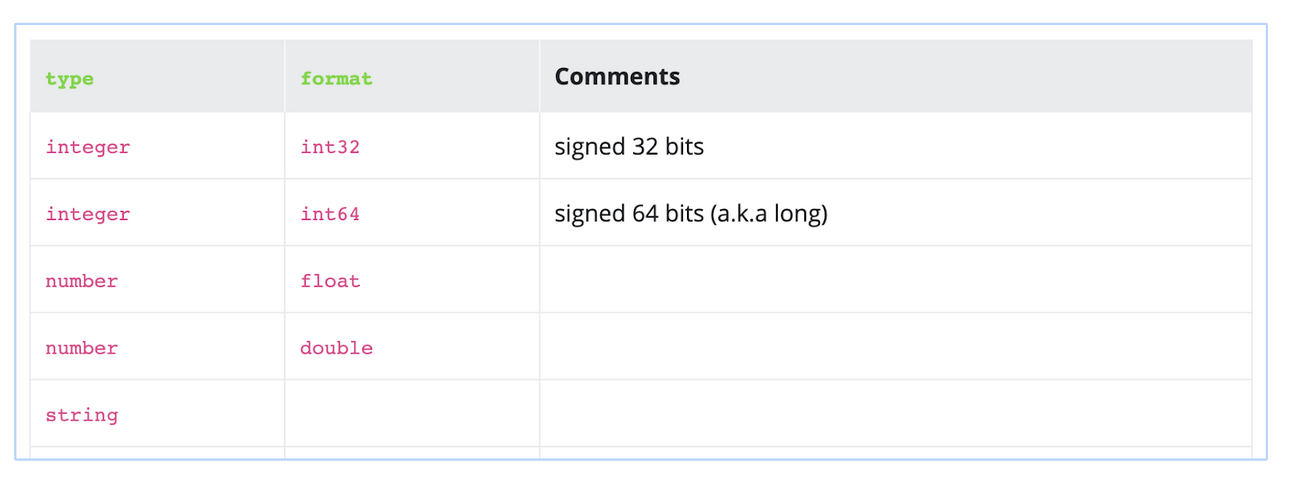 type format Comments
integer int32 signed 32 bits
integer int64 signed 64 bits (a.k.a long)
number float
number double
string